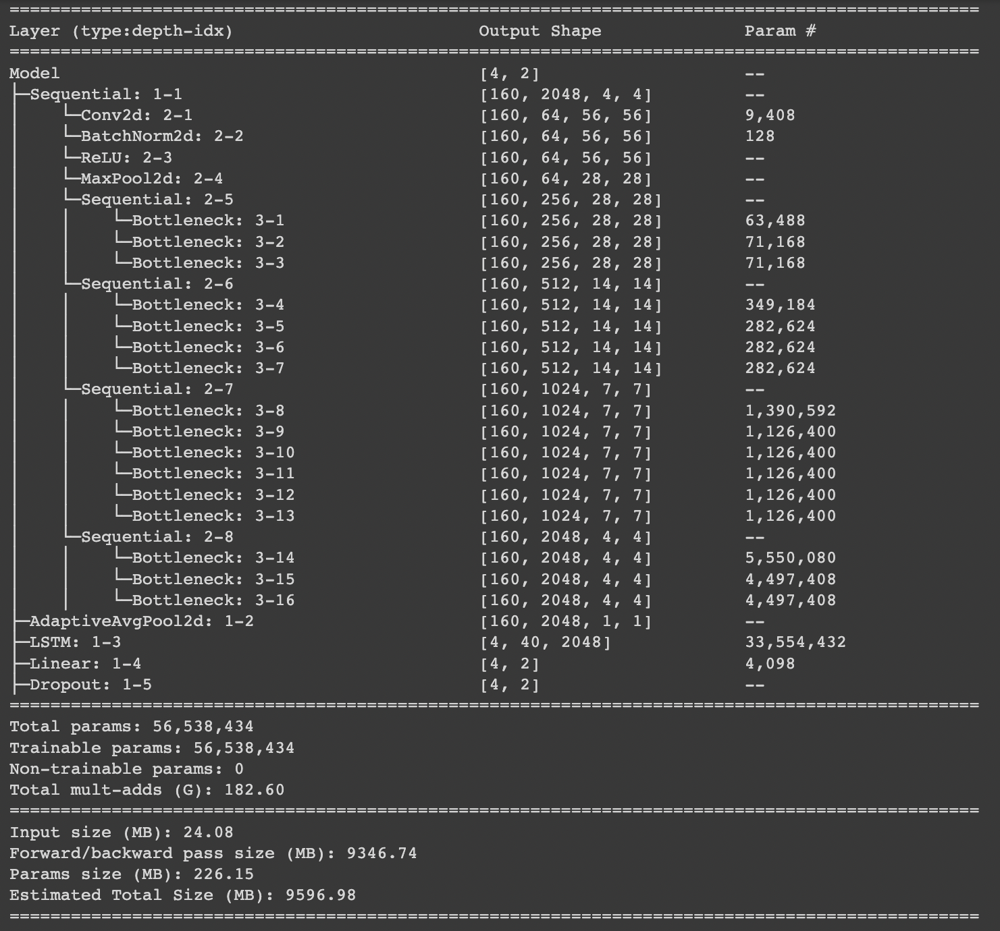 ===============================================================================================
Layer (type:depth-idx)                        Output Shape              Param #
===============================================================================================
Model                                         [4, 2]                    --
├─Sequential: 1-1                             [160, 2048, 4, 4]         --
│    └─Conv2d: 2-1                            [160, 64, 56, 56]         9,408
│    └─BatchNorm2d: 2-2                       [160, 64, 56, 56]         128
│    └─ReLU: 2-3                              [160, 64, 56, 56]         --
│    └─MaxPool2d: 2-4                         [160, 64, 28, 28]         --
│    └─Sequential: 2-5                        [160, 256, 28, 28]        --
│    │    └─Bottleneck: 3-1                   [160, 256, 28, 28]        63,488
│    │    └─Bottleneck: 3-2                   [160, 256, 28, 28]        71,168
│    │    └─Bottleneck: 3-3                   [160, 256, 28, 28]        71,168
│    └─Sequential: 2-6                        [160, 512, 14, 14]        --
│    │    └─Bottleneck: 3-4                   [160, 512, 14, 14]        349,184
│    │    └─Bottleneck: 3-5                   [160, 512, 14, 14]        282,624
│    │    └─Bottleneck: 3-6                   [160, 512, 14, 14]        282,624
│    │    └─Bottleneck: 3-7                   [160, 512, 14, 14]        282,624
│    └─Sequential: 2-7                        [160, 1024, 7, 7]         --
│    │    └─Bottleneck: 3-8                   [160, 1024, 7, 7]         1,390,592
│    │    └─Bottleneck: 3-9                   [160, 1024, 7, 7]         1,126,400
│    │    └─Bottleneck: 3-10                  [160, 1024, 7, 7]         1,126,400
│    │    └─Bottleneck: 3-11                  [160, 1024, 7, 7]         1,126,400
│    │    └─Bottleneck: 3-12                  [160, 1024, 7, 7]         1,126,400
│    │    └─Bottleneck: 3-13                  [160, 1024, 7, 7]         1,126,400
│    └─Sequential: 2-8                        [160, 2048, 4, 4]         --
│    │    └─Bottleneck: 3-14                  [160, 2048, 4, 4]         5,550,080
│    │    └─Bottleneck: 3-15                  [160, 2048, 4, 4]         4,497,408
│    │    └─Bottleneck: 3-16                  [160, 2048, 4, 4]         4,497,408
├─AdaptiveAvgPool2d: 1-2                      [160, 2048, 1, 1]         --
├─LSTM: 1-3                                   [4, 40, 2048]             33,554,432
├─Linear: 1-4                                 [4, 2]                    4,098
├─Dropout: 1-5                                [4, 2]                    --
===============================================================================================
Total params: 56,538,434
Trainable params: 56,538,434
Non-trainable params: 0
Total mult-adds (G): 182.60
===============================================================================================
Input size (MB): 24.08
Forward/backward pass size (MB): 9346.74
Params size (MB): 226.15
Estimated Total Size (MB): 9596.98
===============================================================================================